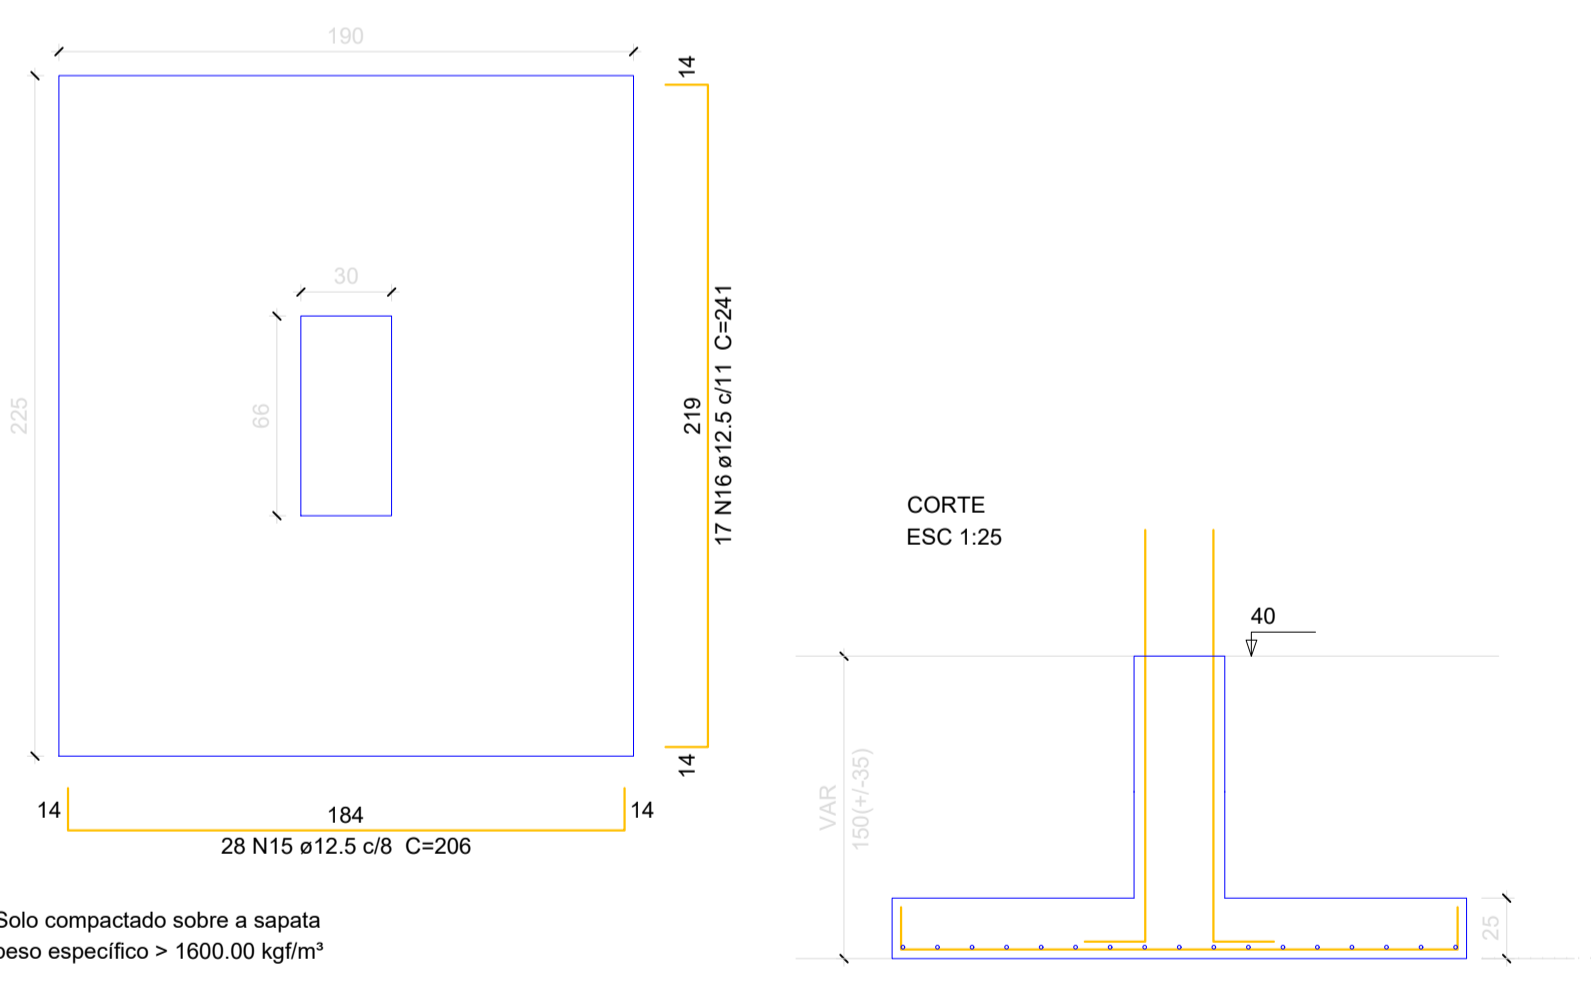 190
14
30
225
66
219
17 N16 ø12.5 c/11 C=241
14
14
184
14
28 N15 ø12.5 c/8 C=206
Solo compactado sobre a sapata
peso específico > 1600.00 kgf/m³
CORTE
ESC 1:25
40
VAR
150(+/-35)
25